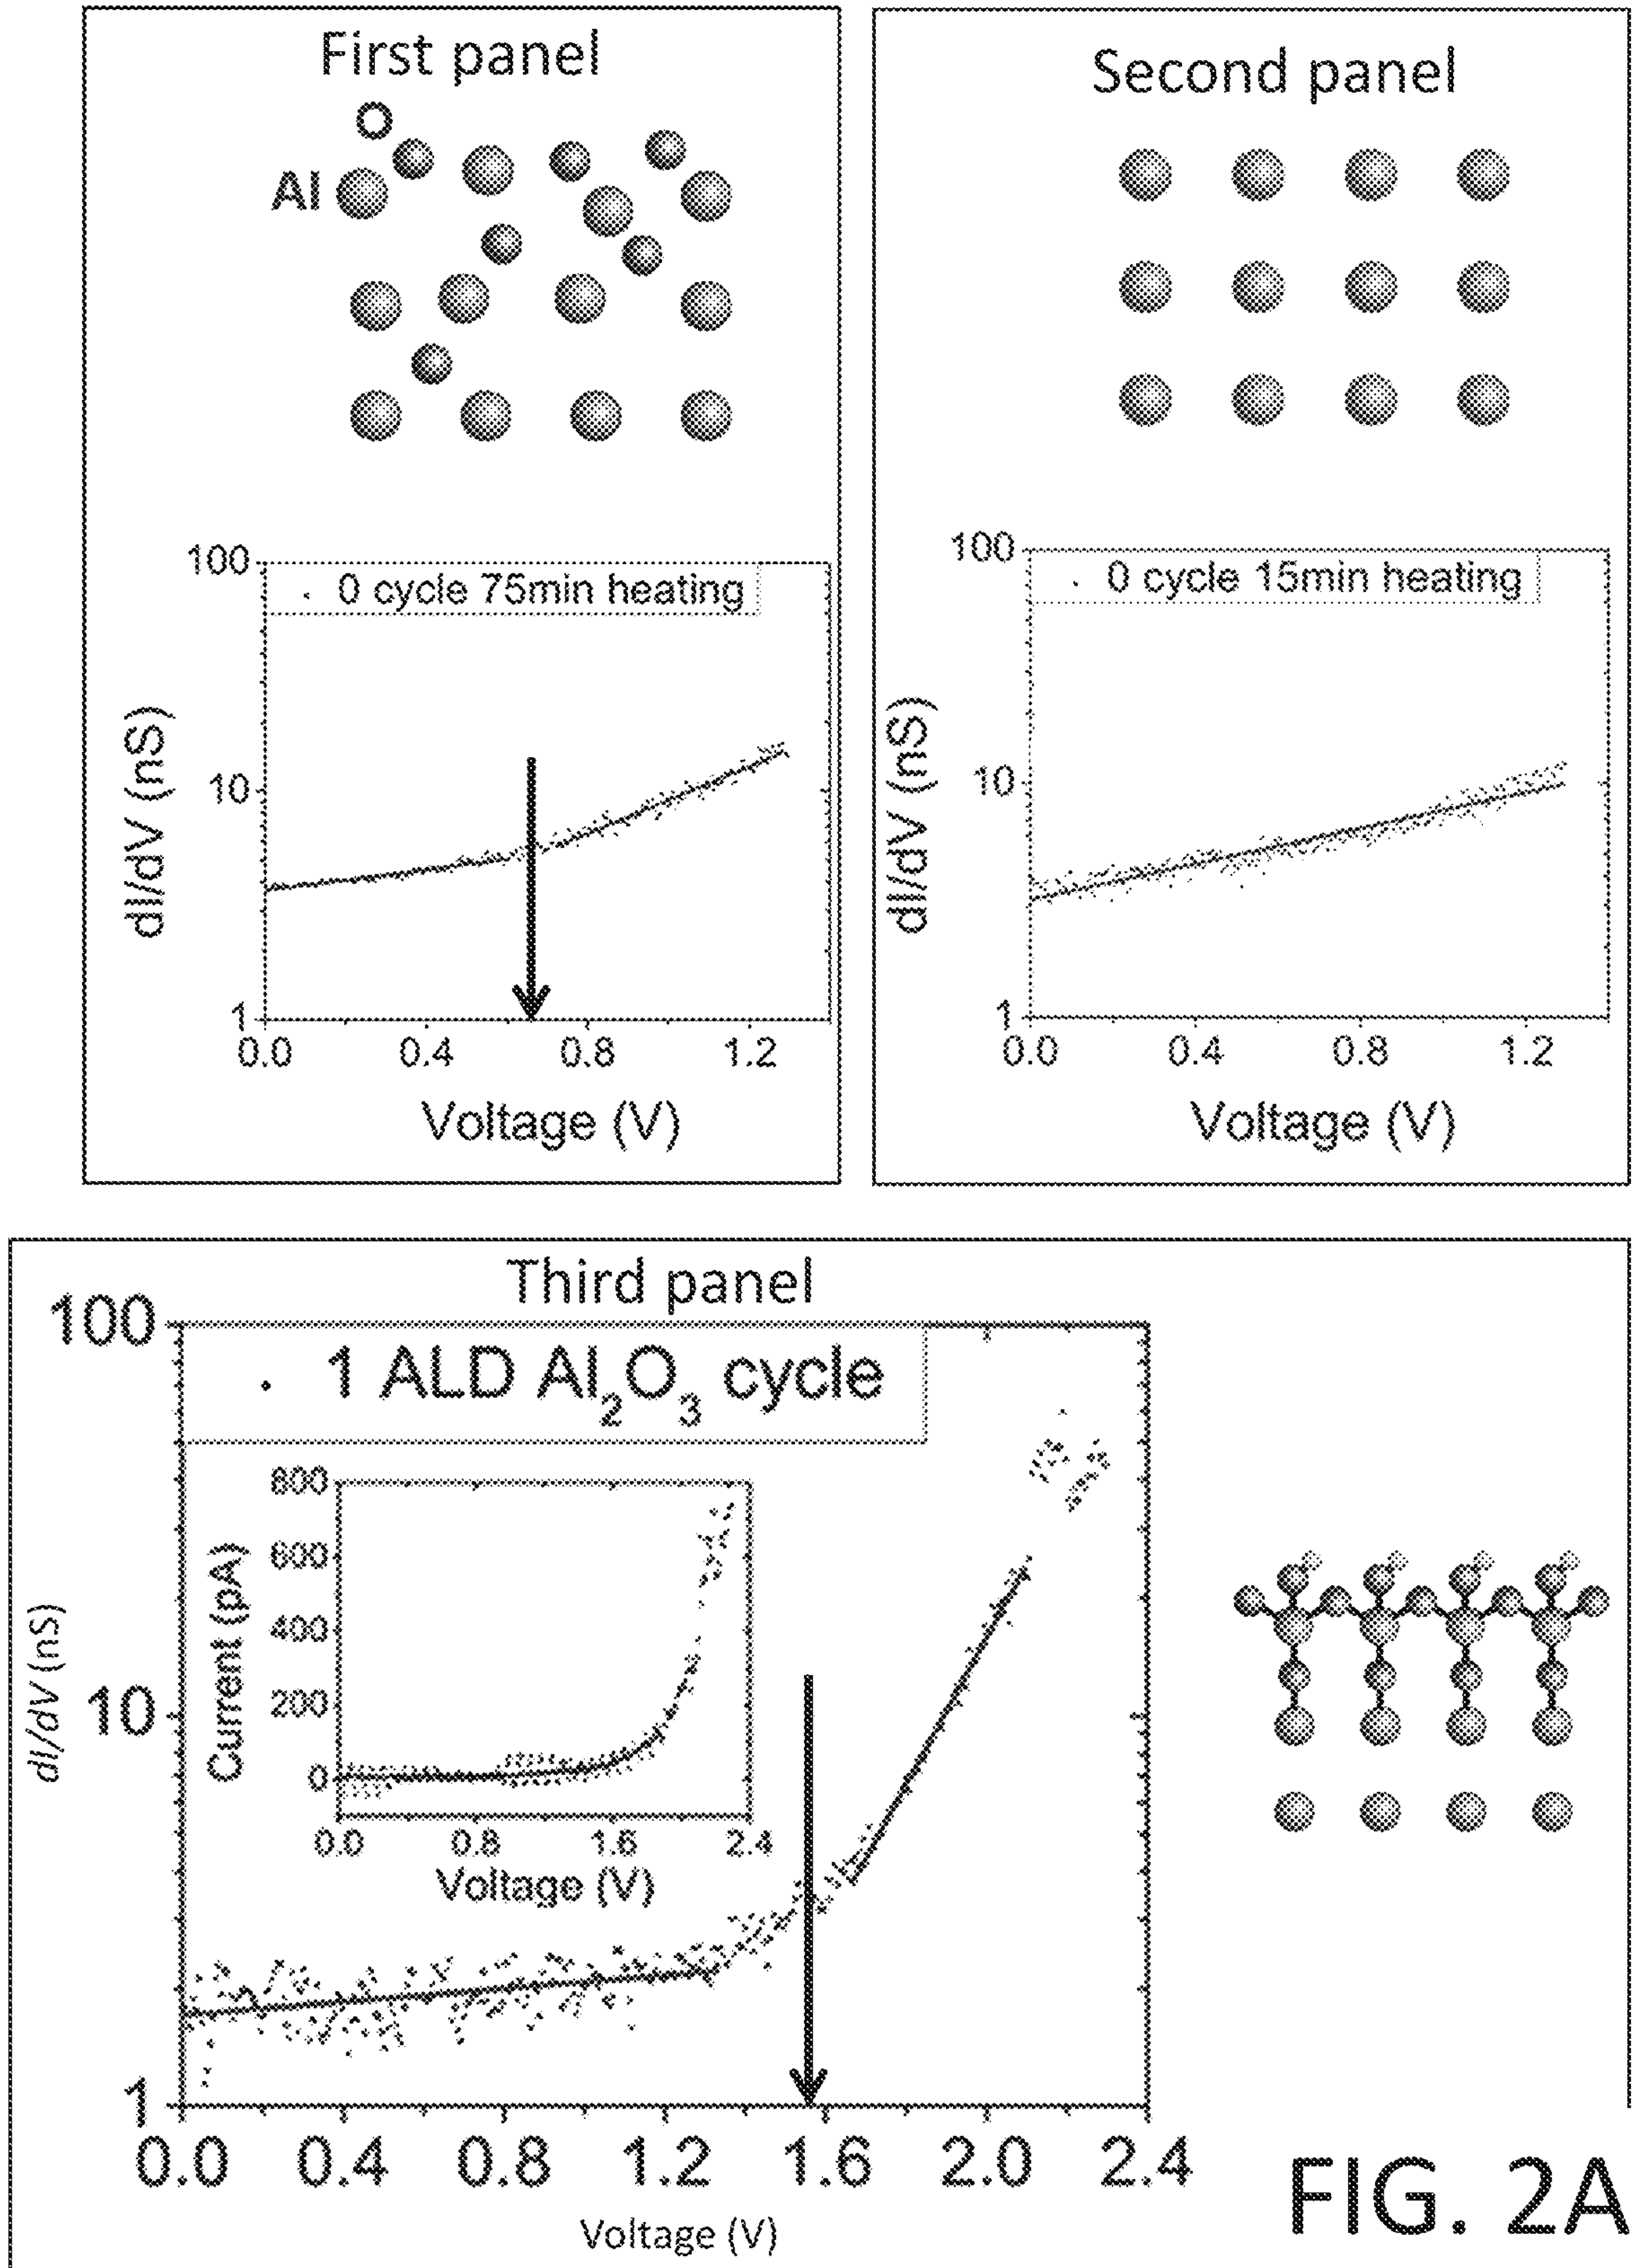 First panel
O
Al
100
0 cycle 75min heating
10
1
dI/dV (nS)
0.0 0.4 0.8 1.2
Voltage (V)
Second panel
100
0 cycle 15min heating
10
1
dI/dV (nS)
0.0 0.4 0.8 1.2
Voltage (V)
Third panel
100
1 ALD Al₂O₃ cycle
10
1
dI/dV (nS)
800
600
400
200
0
Current (pA)
0.0 0.8 1.6 2.4
Voltage (V)
0.0 0.4 0.8 1.2 1.6 2.0 2.4
Voltage (V)
FIG. 2A